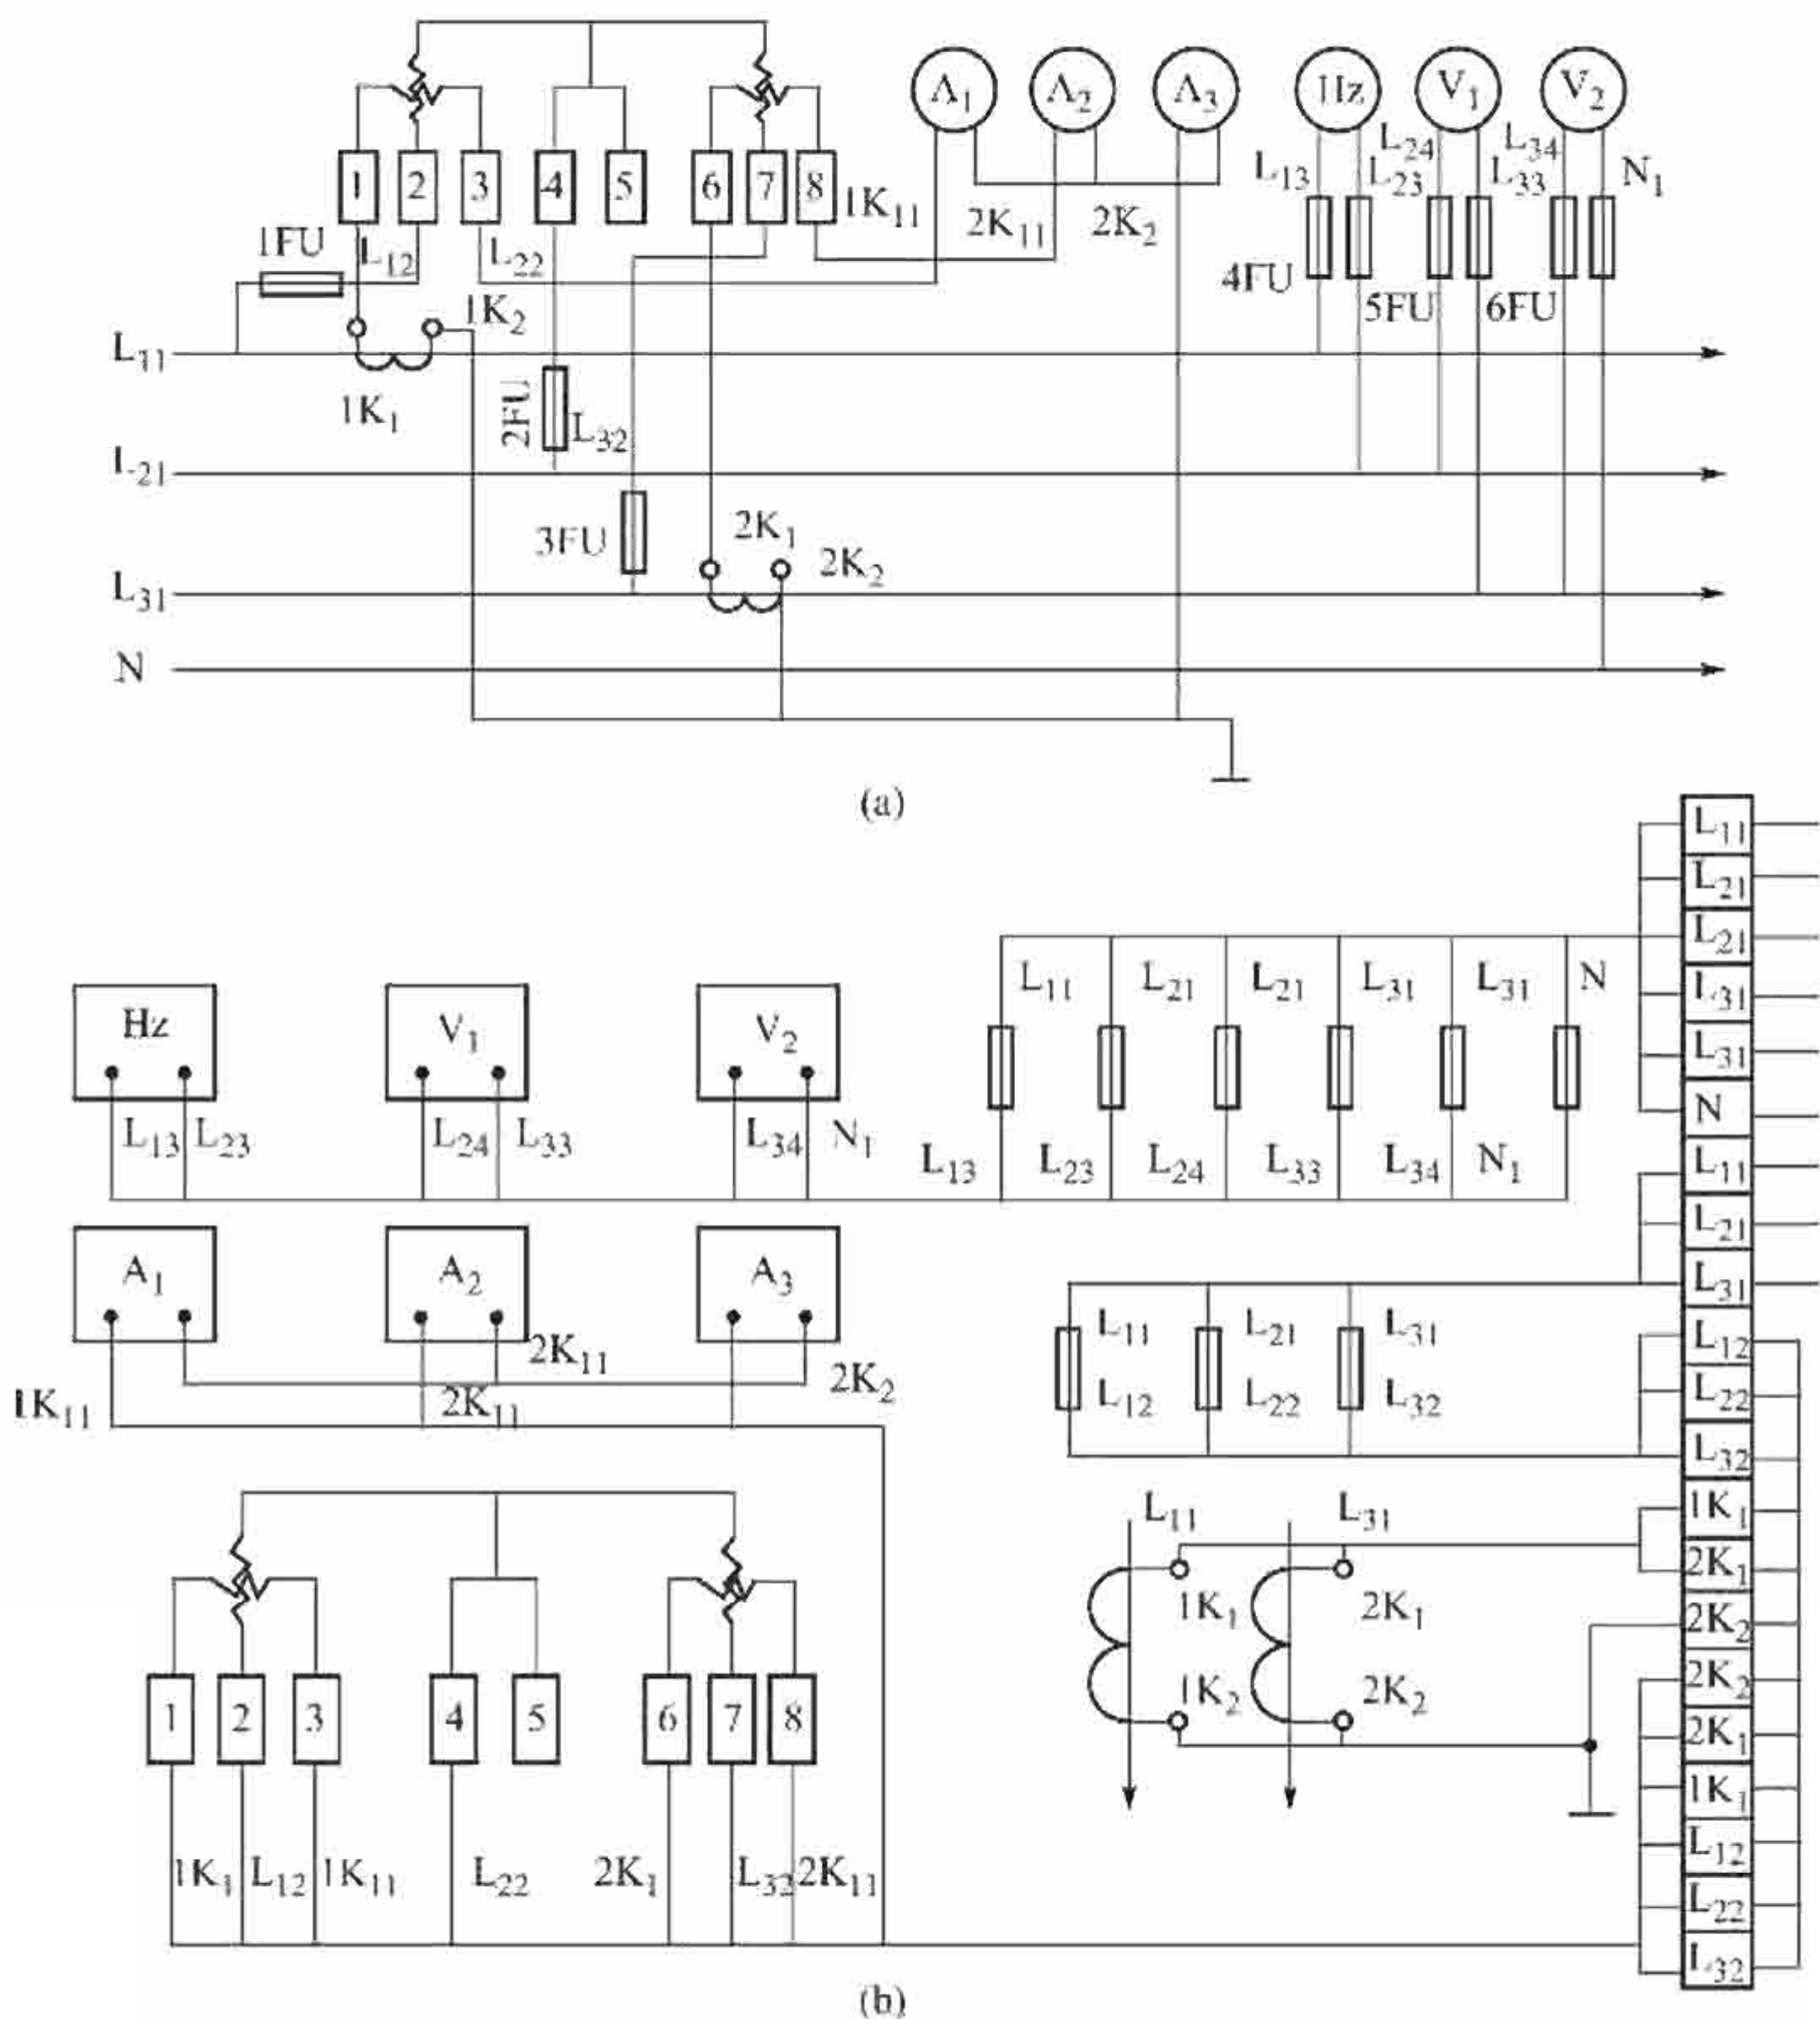 A₁ A₂ A₃ Hz V₁ V₂
L₂₄ L₃₄
L₁₃ L₂₃ L₃₃ N₁
1 2 3 4 5 6 7 8 1K₁₁
2K₁₁ 2K₂
1FU L₁₂ L₂₂
4FU 5FU 6FU
1K₂
L₁₁
1K₁ 2FU L₃₂
L₂₁
3FU 2K₁ 2K₂
L₃₁
N
(a)
L₁₁
L₂₁
L₂₁
L₃₁
L₃₁
N
L₁₁
L₂₁
L₃₁
L₁₂
L₂₂
L₃₂
1K₁
2K₁
2K₂
2K₂
2K₁
1K₁
L₁₂
L₂₂
L₃₂
L₁₁ L₂₁ L₂₁ L₃₁ L₃₁ N
Hz V₁ V₂
L₁₃ L₂₃ L₂₄ L₃₃ L₃₄ N₁
L₁₃ L₂₃ L₂₄ L₃₃ L₃₄ N₁
A₁ A₂ A₃
2K₁₁ 2K₂
1K₁₁ 2K₁₁
L₁₁ L₂₁ L₃₁
L₁₂ L₂₂ L₃₂
L₁₁ L₃₁
1K₁ 2K₁
1K₂ 2K₂
1 2 3 4 5 6 7 8
1K₁ L₁₂ 1K₁₁ L₂₂ 2K₁ L₃₂ 2K₁₁
(b)